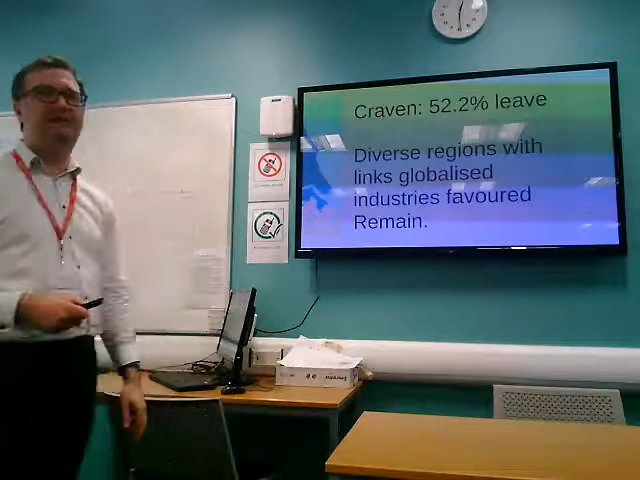 Craven: 52.2% leave
Diverse regions with
links globalised
industries favoured
Remain.